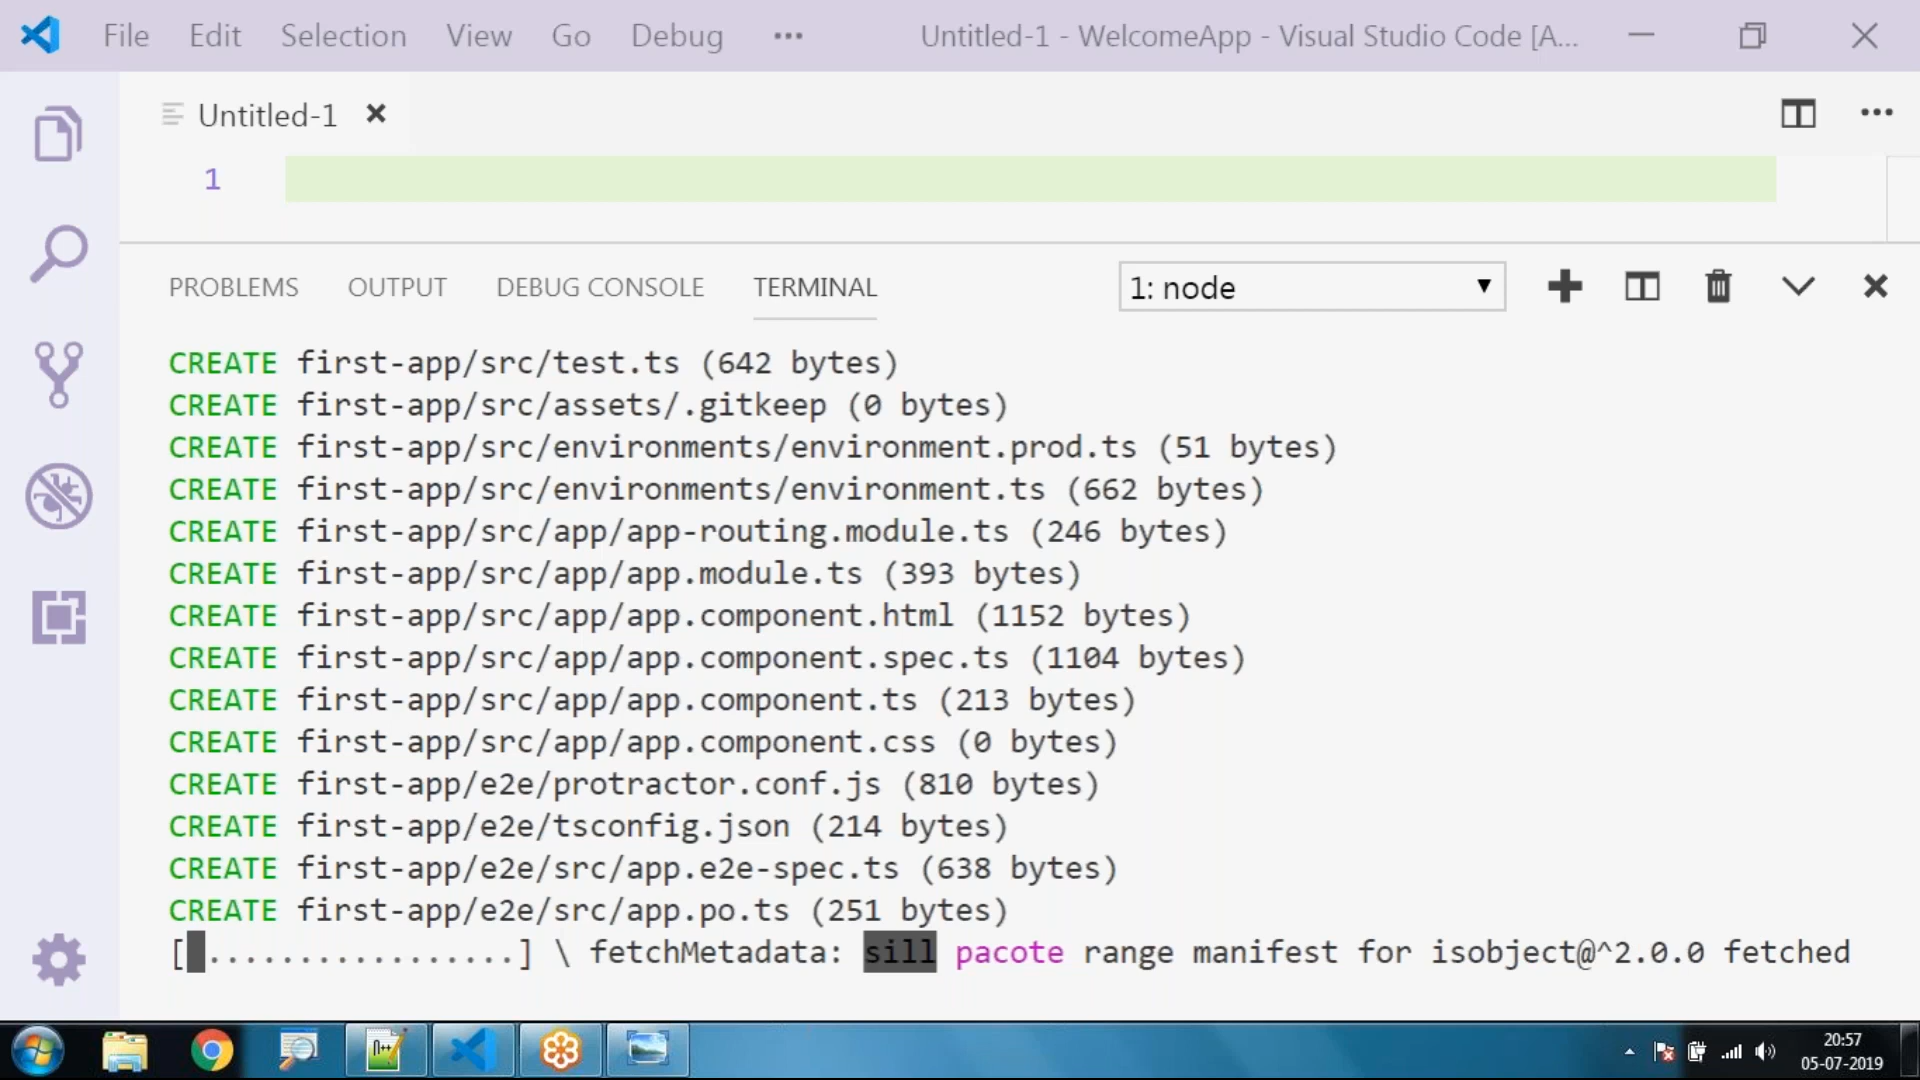 File Edit Selection View Go Debug ••• Untitled-1 - WelcomeApp - Visual Studio Code [A...
Untitled-1
1
PROBLEMS OUTPUT DEBUG CONSOLE TERMINAL 1: node
CREATE first-app/src/test.ts (642 bytes)
CREATE first-app/src/assets/.gitkeep (0 bytes)
CREATE first-app/src/environments/environment.prod.ts (51 bytes)
CREATE first-app/src/environments/environment.ts (662 bytes)
CREATE first-app/src/app/app-routing.module.ts (246 bytes)
CREATE first-app/src/app/app.module.ts (393 bytes)
CREATE first-app/src/app/app.component.html (1152 bytes)
CREATE first-app/src/app/app.component.spec.ts (1104 bytes)
CREATE first-app/src/app/app.component.ts (213 bytes)
CREATE first-app/src/app/app.component.css (0 bytes)
CREATE first-app/e2e/protractor.conf.js (810 bytes)
CREATE first-app/e2e/tsconfig.json (214 bytes)
CREATE first-app/e2e/src/app.e2e-spec.ts (638 bytes)
CREATE first-app/e2e/src/app.po.ts (251 bytes)
[ .................] \ fetchMetadata: sill pacote range manifest for isobject@^2.0.0 fetched
20:57
05-07-2019